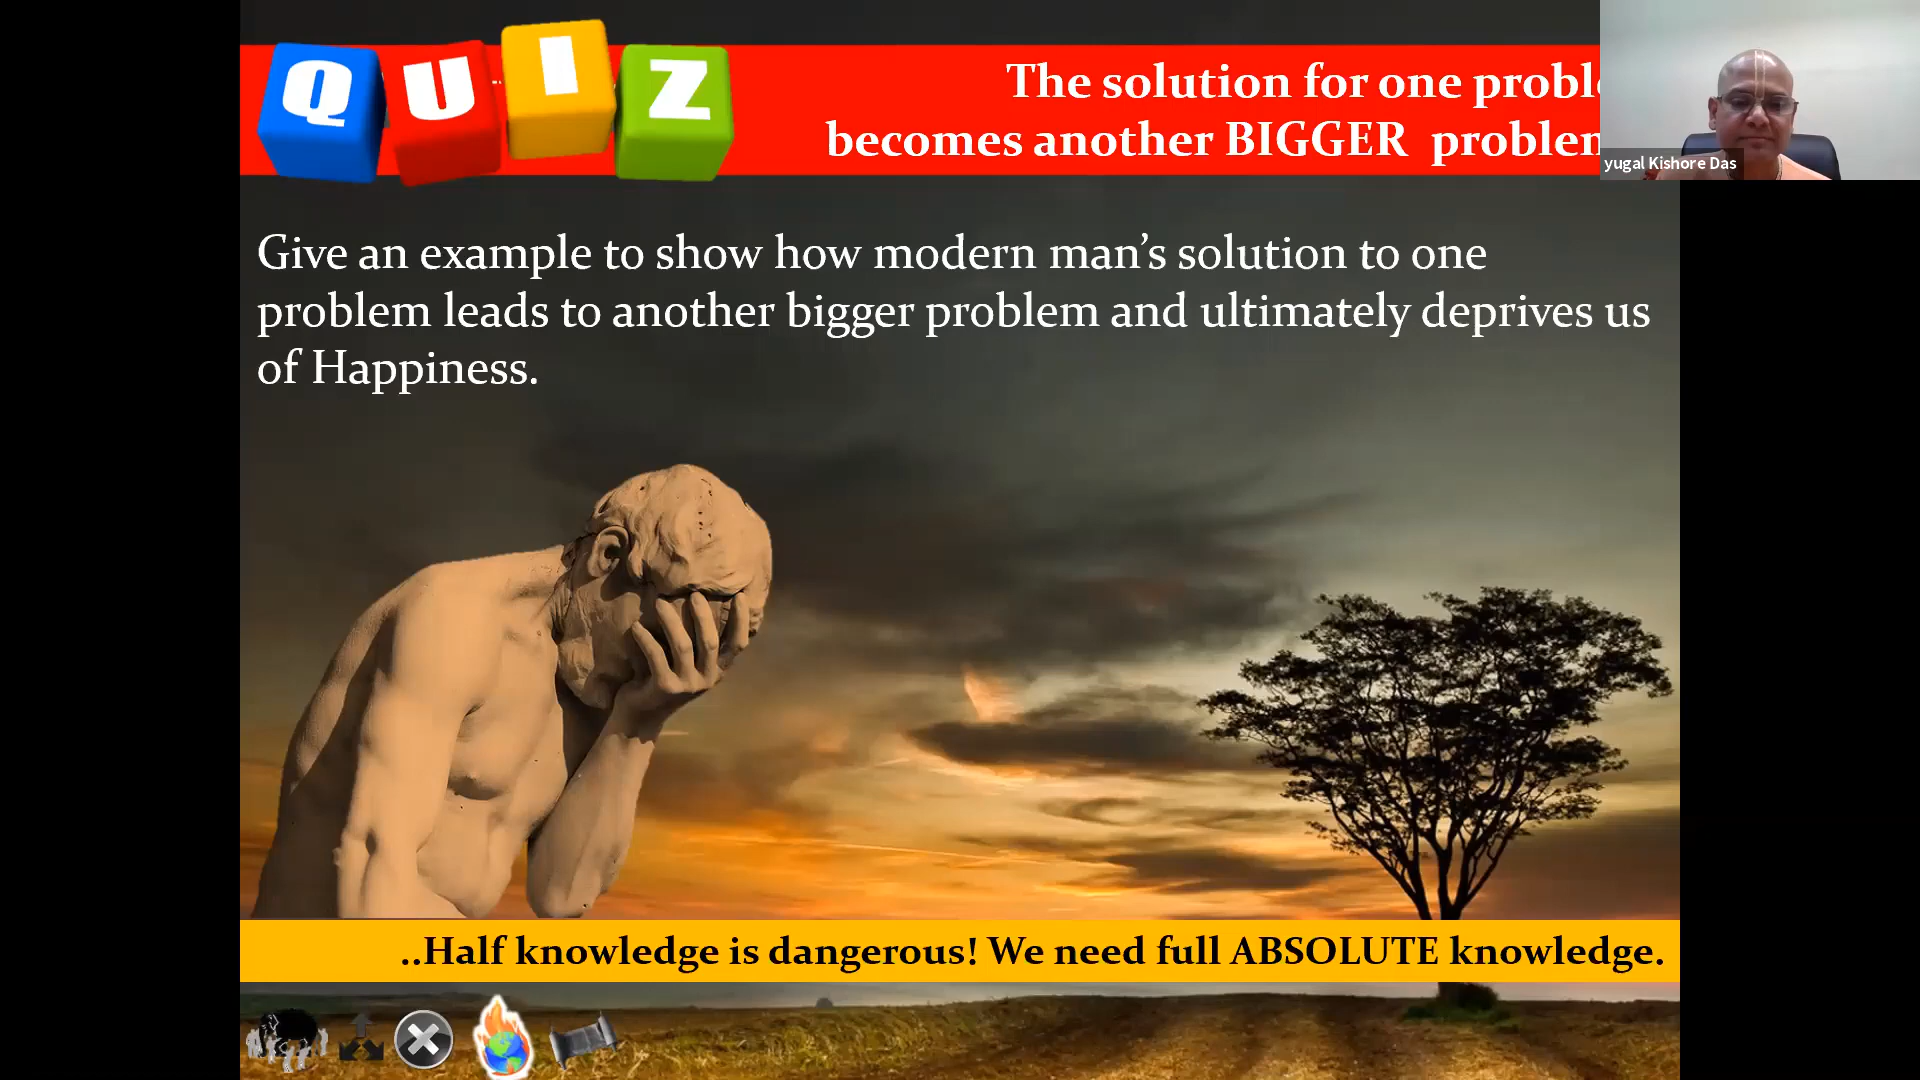 QUIZ
The solution for one proble
becomes another BIGGER problem
yugal Kishore Das
Give an example to show how modern man's solution to one
problem leads to another bigger problem and ultimately deprives us
of Happiness.
..Half knowledge is dangerous! We need full ABSOLUTE knowledge.